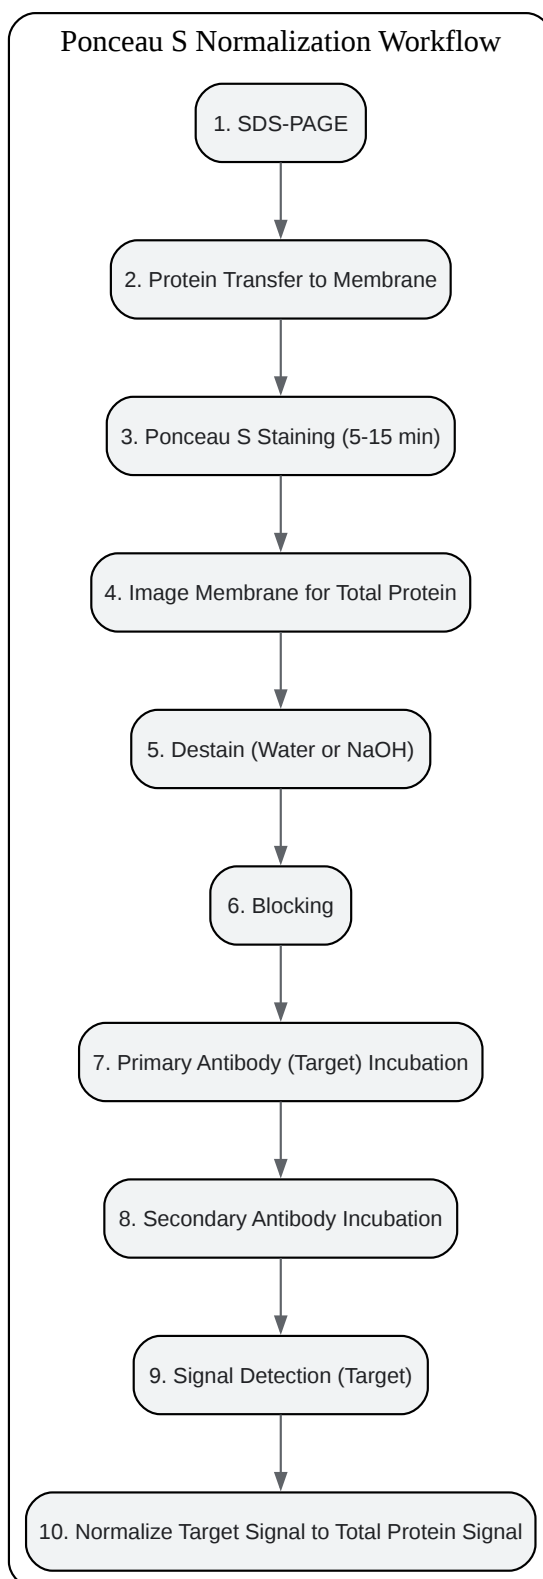 Ponceau S Normalization Workflow
1. SDS-PAGE
2. Protein Transfer to Membrane
3. Ponceau S Staining (5-15 min)
4. Image Membrane for Total Protein
5. Destain (Water or NaOH)
6. Blocking
7. Primary Antibody (Target) Incubation
8. Secondary Antibody Incubation
9. Signal Detection (Target)
10. Normalize Target Signal to Total Protein Signal